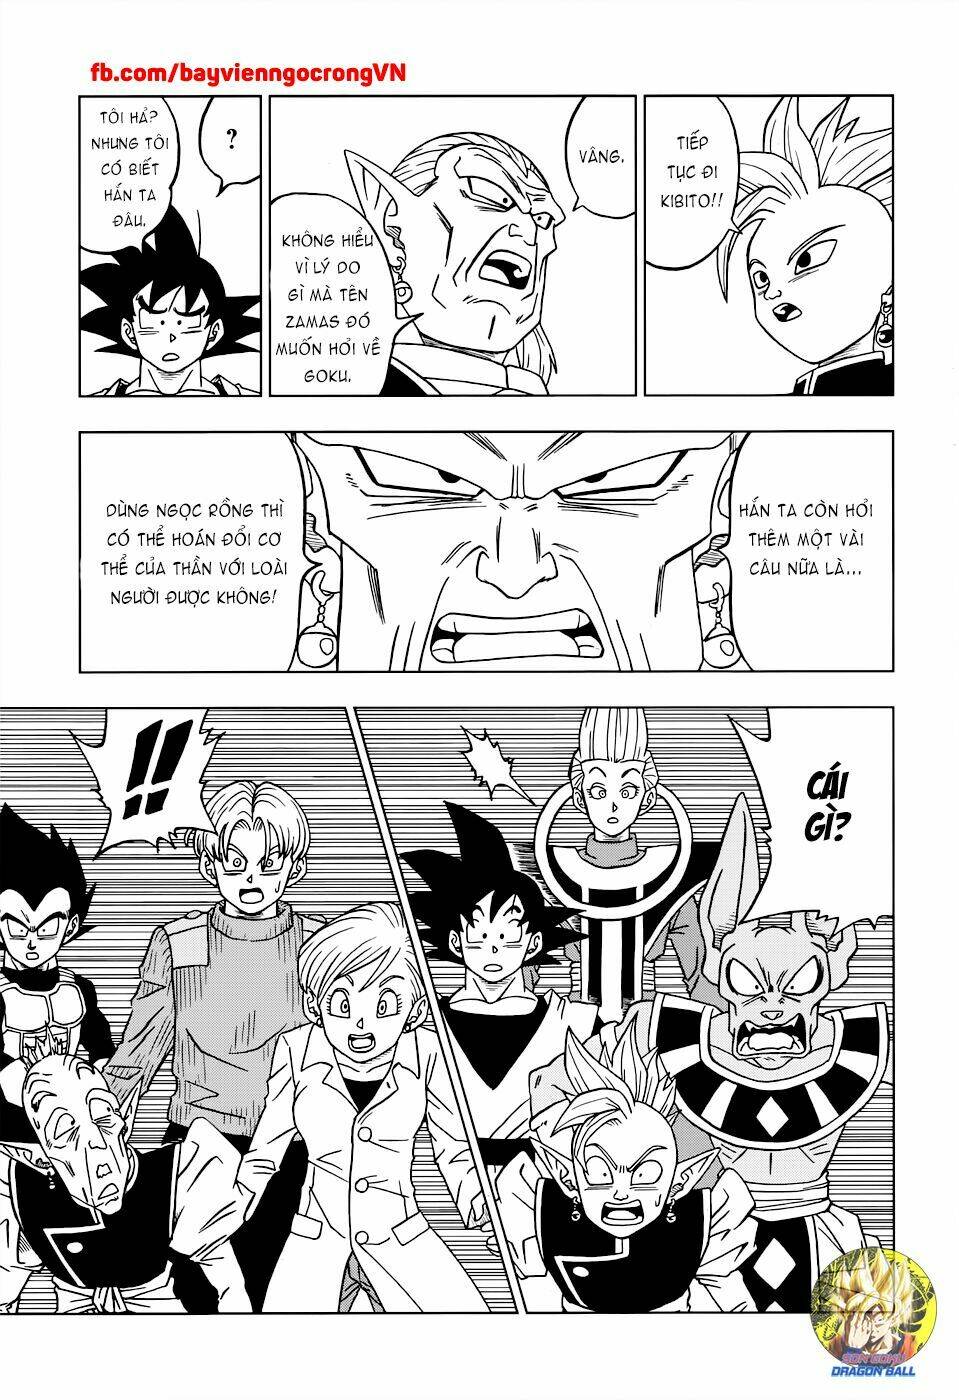 fb.com/bayvienngocrongVN
TIẾP
TỤC ĐI
KIBITO!!
VÂNG.
KHÔNG HIỂU
VÌ LÝ DO
GÌ MÀ TÊN
ZAMAS ĐÓ
MUỐN HỎI VỀ
GOKU.
?
TÔI HẢ?
NHƯNG TÔI
CÓ BIẾT
HẮN TA
ĐÂU.
HẮN TA CÒN HỎI
THÊM MỘT VÀI
CÂU NỮA LÀ...
DÙNG NGỌC RỒNG THÌ
CÓ THỂ HOÁN ĐỔI CƠ
THỂ CỦA THẦN VỚI LOÀI
NGƯỜI ĐƯỢC KHÔNG!
CÁI
GÌ?
!!
SON GOKU
DRAGON BALL